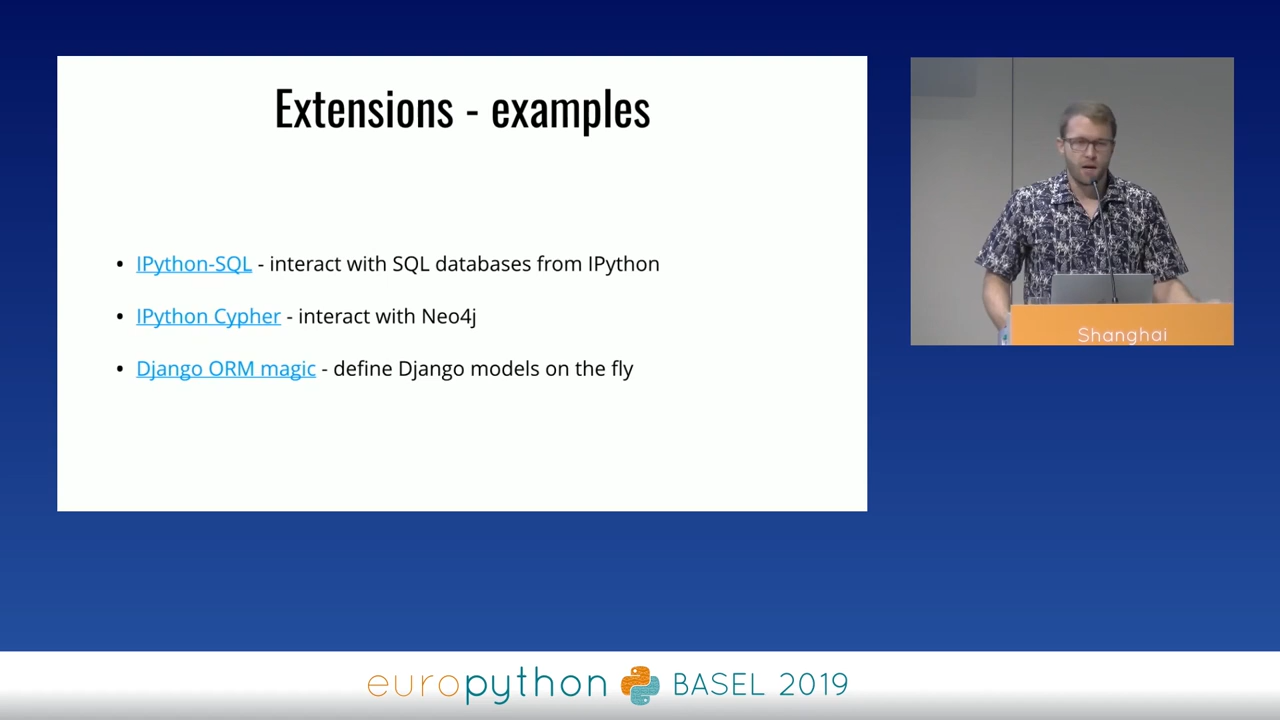 Extensions - examples
• IPython-SQL - interact with SQL databases from IPython
• IPython Cypher - interact with Neo4j
• Django ORM magic - define Django models on the fly
Shanghai
europython BASEL 2019